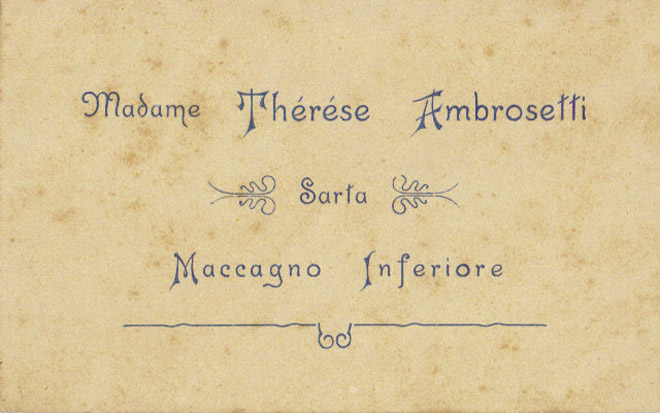 Madame Thérése Ambrosetti
Sarta
Maccagno Inferiore